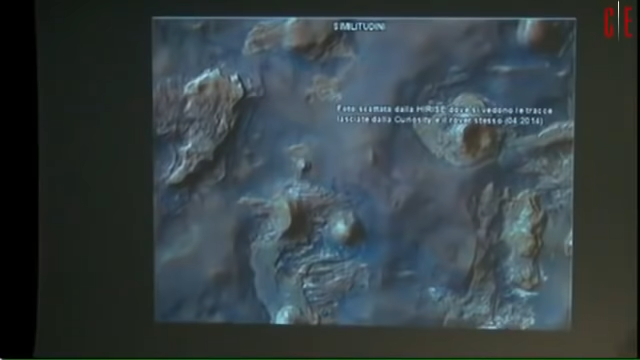 SIMILITUDINI
C E
Foto scattata dalla HiRISE dove si vedono le tracce
lasciate dalla Curiosity e il rover stesso (04 2014)